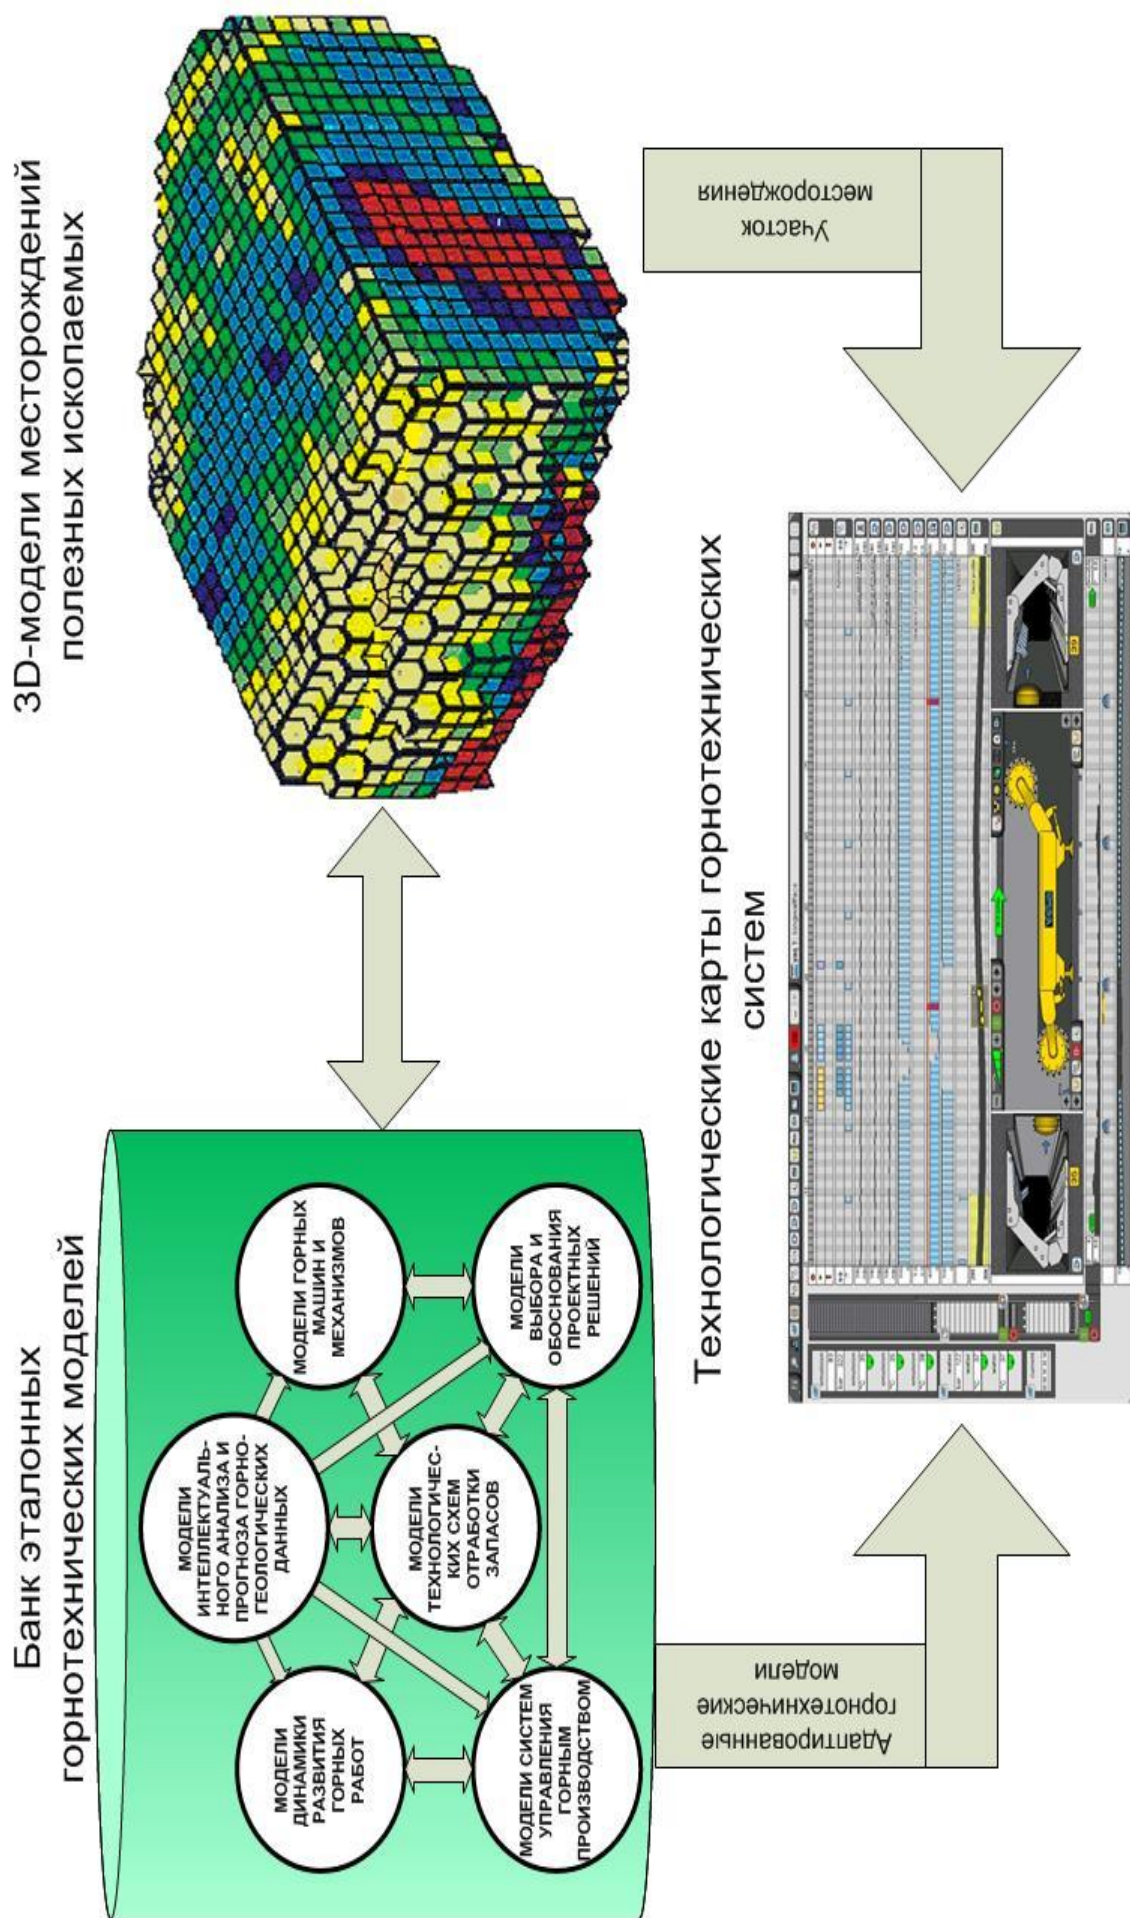 Банк эталонных
горнотехнических моделей
МОДЕЛИ
ДИНАМИКИ
РАЗВИТИЯ
ГОРНЫХ
РАБОТ
МОДЕЛИ
ИНТЕЛЛЕКТУАЛЬ-
НОГО АНАЛИЗА И
ПРОГНОЗА ГОРНО-
ГЕОЛОГИЧЕСКИХ
ДАННЫХ
МОДЕЛИ ГОРНЫХ
МАШИН И
МЕХАНИЗМОВ
МОДЕЛИ
ТЕХНОЛОГИЧЕС-
КИХ СХЕМ
ОТРАБОТКИ
ЗАПАСОВ
МОДЕЛИ СИСТЕМ
УПРАВЛЕНИЯ
ГОРНЫМ
ПРОИЗВОДСТВОМ
МОДЕЛИ
ВЫБОРА И
ОБОСНОВАНИЯ
ПРОЕКТНЫХ
РЕШЕНИЙ
3D-модели месторождений
полезных ископаемых
Адаптированные
горнотехнические
модели
Технологические карты горнотехнических
систем
Участок
месторождения